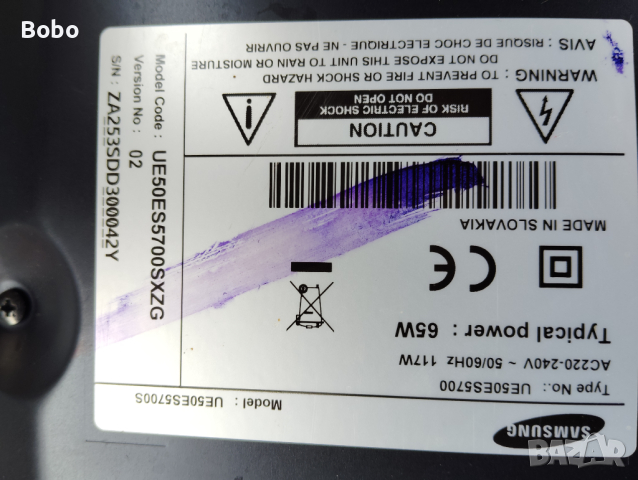 Bobo
SAMSUNG
Model : UE50ES5700S
Type No.: UE50ES5700
AC220-240V ~ 50/60Hz 117W
Typical power : 65W
MADE IN SLOVAKIA
CAUTION
RISK OF ELECTRIC SHOCK
DO NOT OPEN
WARNING : TO PREVENT FIRE OR SHOCK HAZARD
DO NOT EXPOSE THIS UNIT TO RAIN OR MOISTURE
AVIS : RISQUE DE CHOC ELECTRIQUE - NE PAS OUVRIR
Model Code : UE50ES5700SXZG
Version No : 02
S/N : ZA253SDD300042Y
BAZAR